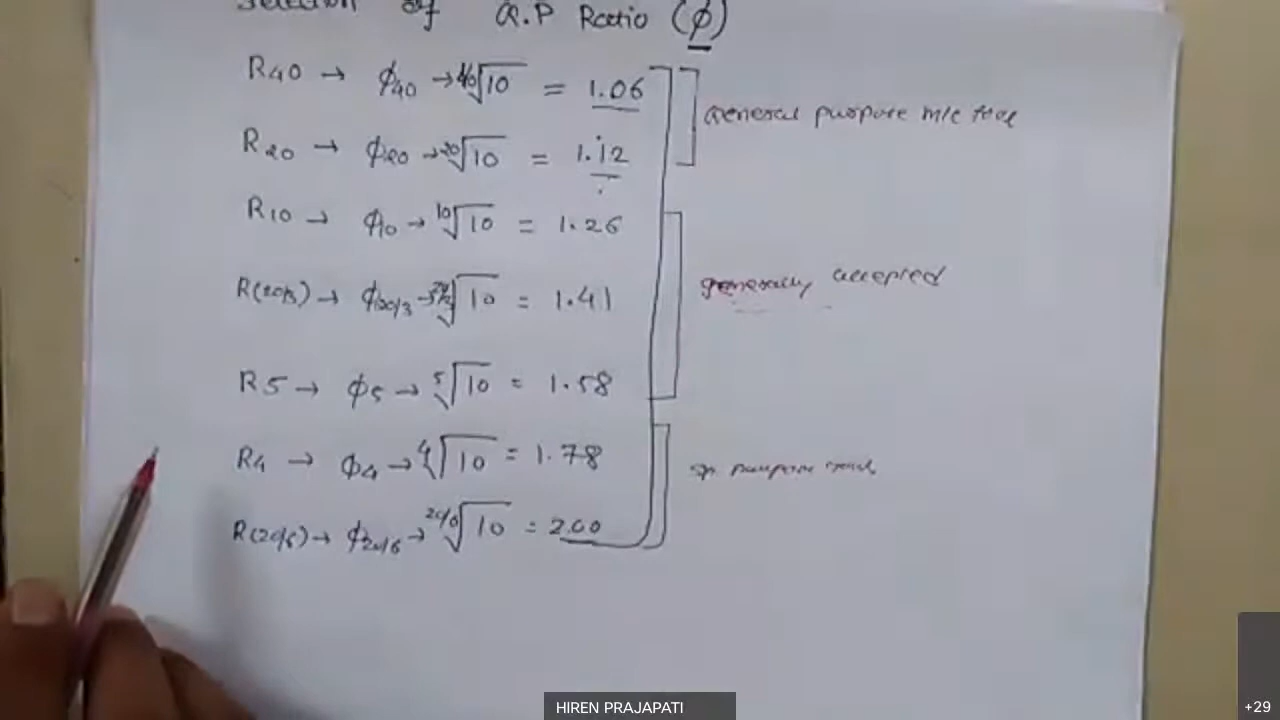 Selection of G.P Ratio (ϕ)
R40 → ϕ40 → ⁴⁰√10 = 1.06
General purpose m/c tool
R20 → ϕ20 → ²⁰√10 = 1.12
R10 → ϕ10 → ¹⁰√10 = 1.26
R(20/3) → ϕ20/3 → ²⁰/³√10 = 1.41
generally accepted
R5 → ϕ5 → ⁵√10 = 1.58
R4 → ϕ4 → ⁴√10 = 1.78
sp. purpose
R(20/6) → ϕ20/6 → ²⁰/⁶√10 = 2.00
HIREN PRAJAPATI
+29